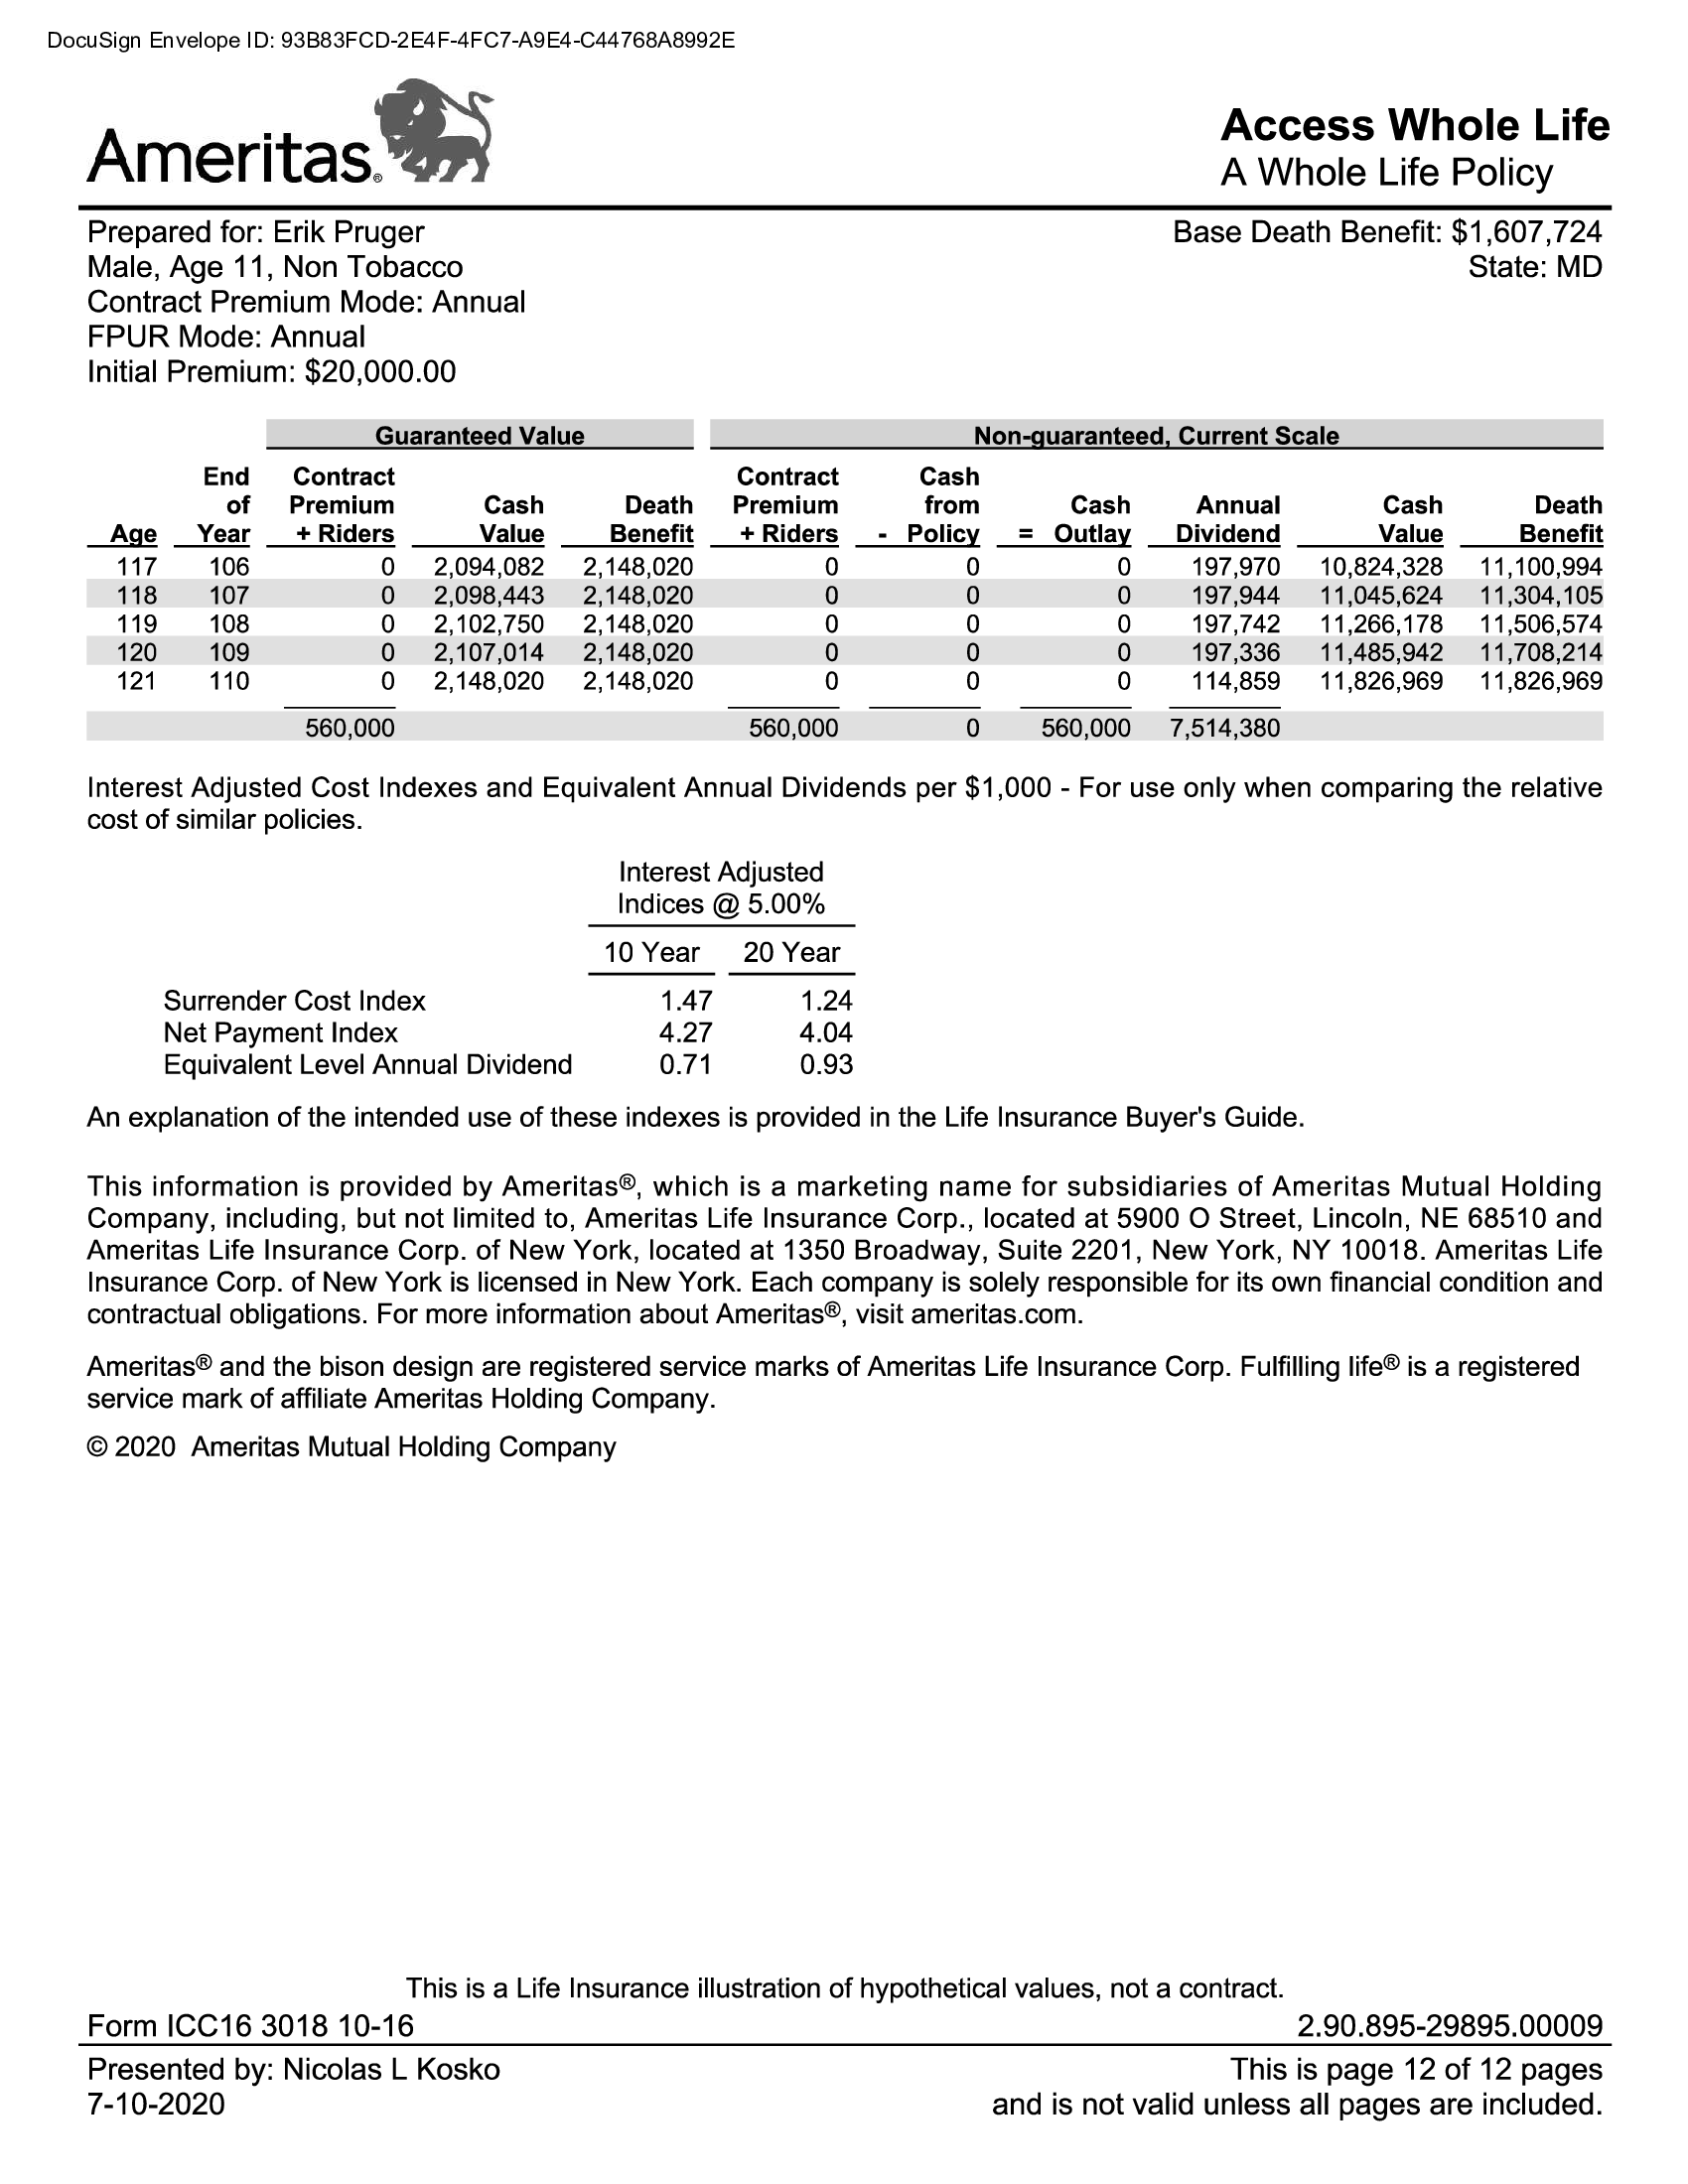 DocuSign Envelope ID: 93B83FCD-2E4F-4FC7-A9E4-C44768A8992E
Ameritas®
Access Whole Life
A Whole Life Policy
Prepared for: Erik Pruger
Base Death Benefit: $1,607,724
Male, Age 11, Non Tobacco
State: MD
Contract Premium Mode: Annual
FPUR Mode: Annual
Initial Premium: $20,000.00
Guaranteed Value Non-guaranteed, Current Scale
End Contract Contract Cash
of Premium Cash Death Premium from Cash Annual Cash Death
Age Year + Riders Value Benefit + Riders - Policy = Outlay Dividend Value Benefit
117 106 0 2,094,082 2,148,020 0 0 0 197,970 10,824,328 11,100,994
118 107 0 2,098,443 2,148,020 0 0 0 197,944 11,045,624 11,304,105
119 108 0 2,102,750 2,148,020 0 0 0 197,742 11,266,178 11,506,574
120 109 0 2,107,014 2,148,020 0 0 0 197,336 11,485,942 11,708,214
121 110 0 2,148,020 2,148,020 0 0 0 114,859 11,826,969 11,826,969
560,000 560,000 0 560,000 7,514,380
Interest Adjusted Cost Indexes and Equivalent Annual Dividends per $1,000 - For use only when comparing the relative
cost of similar policies.
Interest Adjusted
Indices @ 5.00%
10 Year 20 Year
Surrender Cost Index 1.47 1.24
Net Payment Index 4.27 4.04
Equivalent Level Annual Dividend 0.71 0.93
An explanation of the intended use of these indexes is provided in the Life Insurance Buyer's Guide.
This information is provided by Ameritas®, which is a marketing name for subsidiaries of Ameritas Mutual Holding
Company, including, but not limited to, Ameritas Life Insurance Corp., located at 5900 O Street, Lincoln, NE 68510 and
Ameritas Life Insurance Corp. of New York, located at 1350 Broadway, Suite 2201, New York, NY 10018. Ameritas Life
Insurance Corp. of New York is licensed in New York. Each company is solely responsible for its own financial condition and
contractual obligations. For more information about Ameritas®, visit ameritas.com.
Ameritas® and the bison design are registered service marks of Ameritas Life Insurance Corp. Fulfilling life® is a registered
service mark of affiliate Ameritas Holding Company.
© 2020 Ameritas Mutual Holding Company
This is a Life Insurance illustration of hypothetical values, not a contract.
Form ICC16 3018 10-16
2.90.895-29895.00009
Presented by: Nicolas L Kosko
This is page 12 of 12 pages
7-10-2020
and is not valid unless all pages are included.